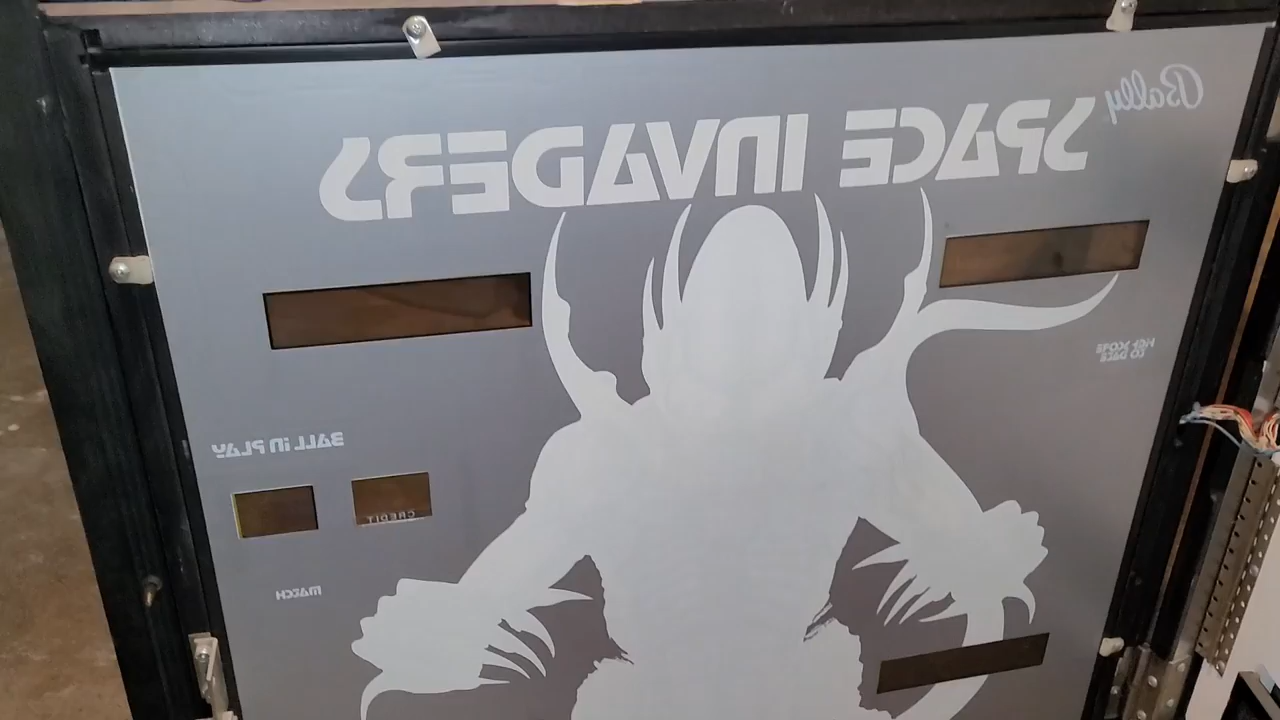 Bally
SPACE INVADERS
HIGH SCORE
TO DATE
BALL IN PLAY
CREDIT
MATCH